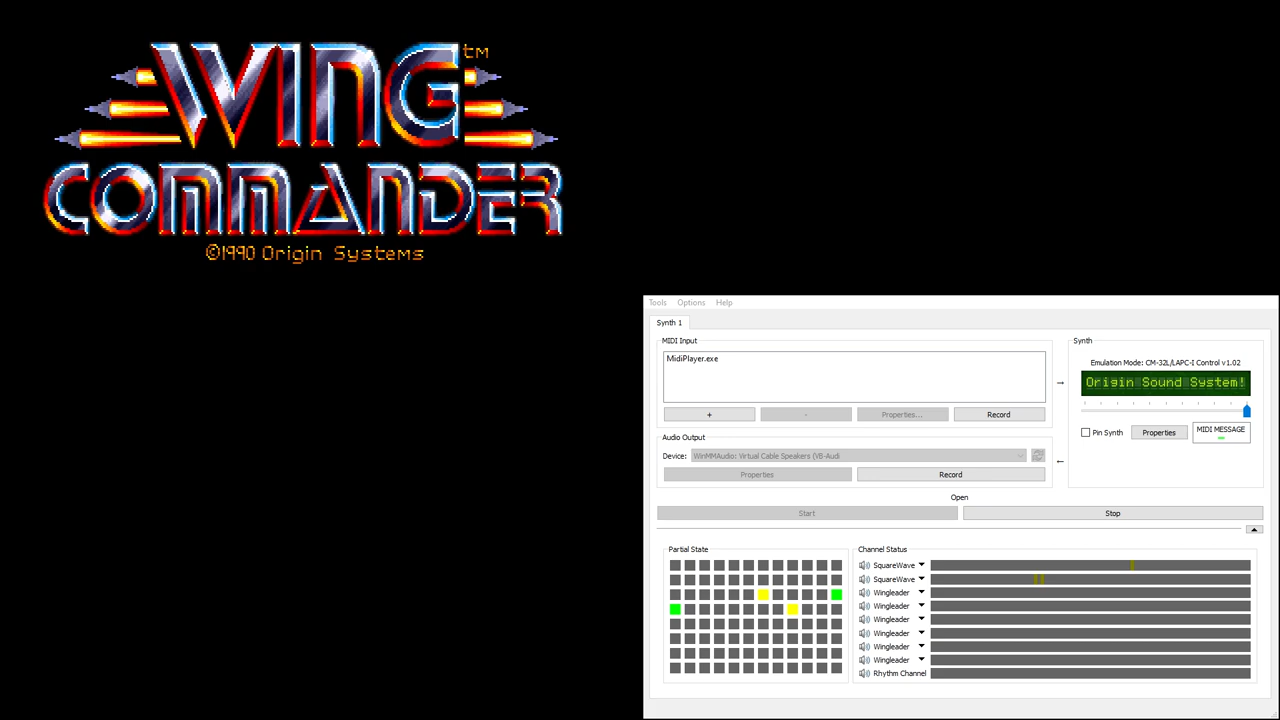 WING™
COMMANDER
©1990 Origin Systems
Tools Options Help
Synth 1
MIDI Input
MidiPlayer.exe
+ - Properties... Record
Audio Output
Device: WinMMAudio: Virtual Cable Speakers (VB-Audi
Properties Record
Synth
Emulation Mode: CM-32L/LAPC-I Control v1.02
Origin Sound System!
Pin Synth Properties MIDI MESSAGE
Open
Start Stop
Partial State
Channel Status
SquareWave
SquareWave
Wingleader
Wingleader
Wingleader
Wingleader
Wingleader
Wingleader
Rhythm Channel